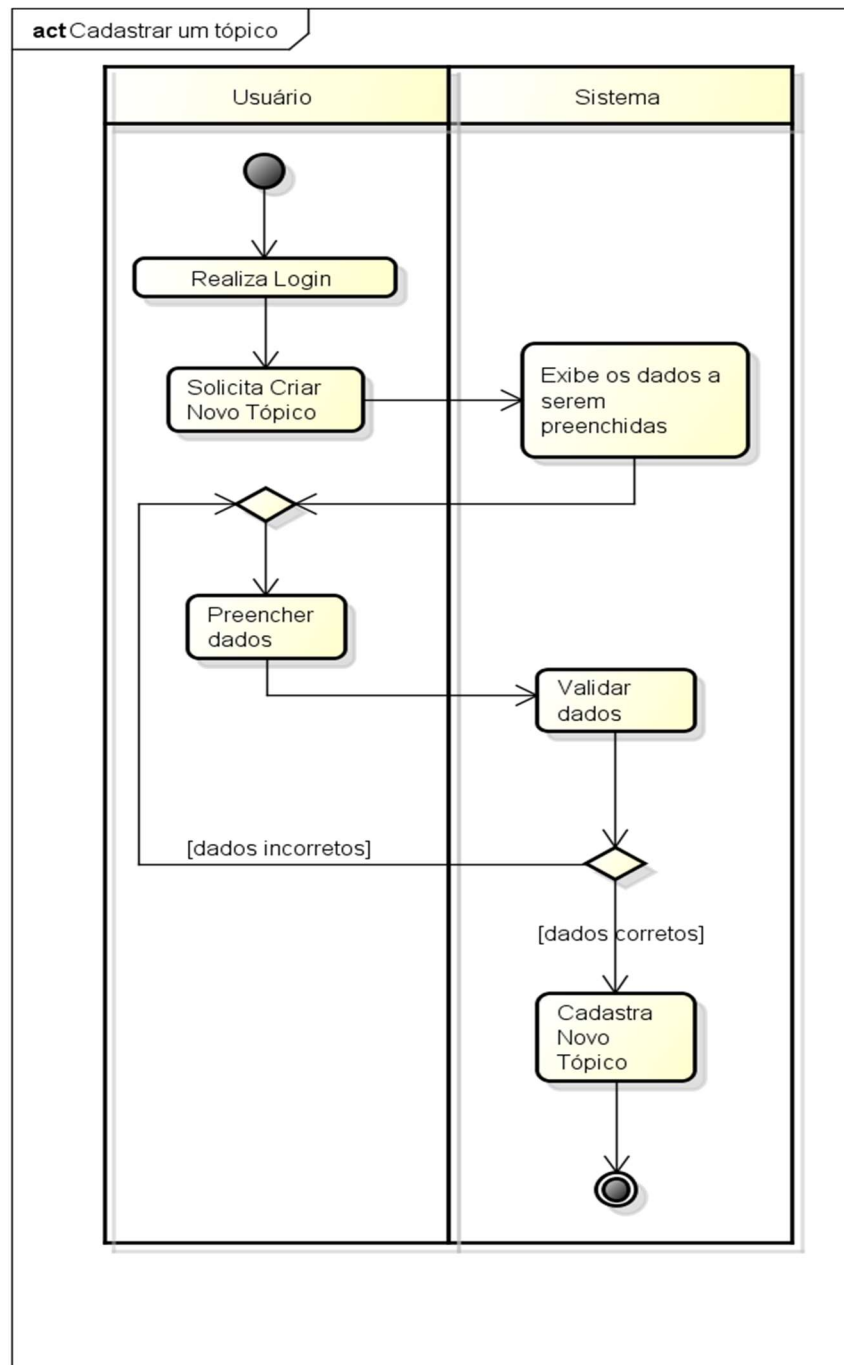 act Cadastrar um tópico
Usuário
Sistema
Realiza Login
Solicita Criar
Novo Tópico
Exibe os dados a
serem
preenchidas
Preencher
dados
Validar
dados
[dados incorretos]
[dados corretos]
Cadastra
Novo
Tópico